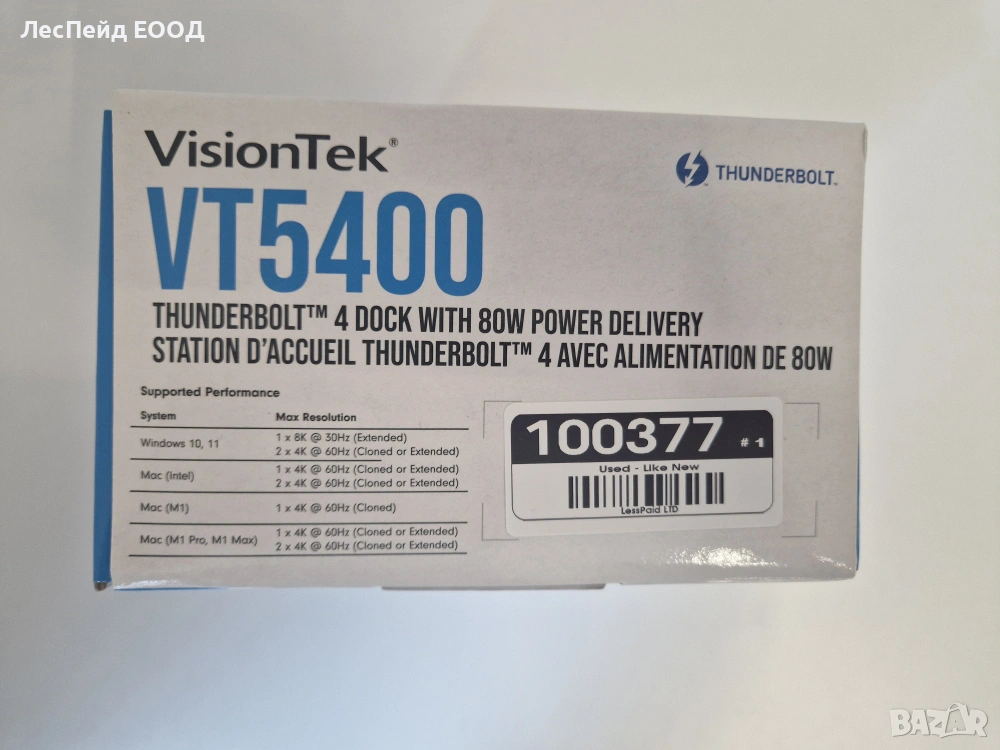 ЛесПейд ЕООД
VisionTek®
THUNDERBOLT™
VT5400
THUNDERBOLT™ 4 DOCK WITH 80W POWER DELIVERY
STATION D'ACCUEIL THUNDERBOLT™ 4 AVEC ALIMENTATION DE 80W
Supported Performance
System Max Resolution
Windows 10, 11 1 x 8K @ 30Hz (Extended)
2 x 4K @ 60Hz (Cloned or Extended)
Mac (Intel) 1 x 4K @ 60Hz (Cloned or Extended)
2 x 4K @ 60Hz (Cloned or Extended)
Mac (M1) 1 x 4K @ 60Hz (Cloned)
Mac (M1 Pro, M1 Max) 1 x 4K @ 60Hz (Cloned or Extended)
2 x 4K @ 60Hz (Cloned or Extended)
100377 # 1
Used - Like New
LessPaid LTD
BAZAR